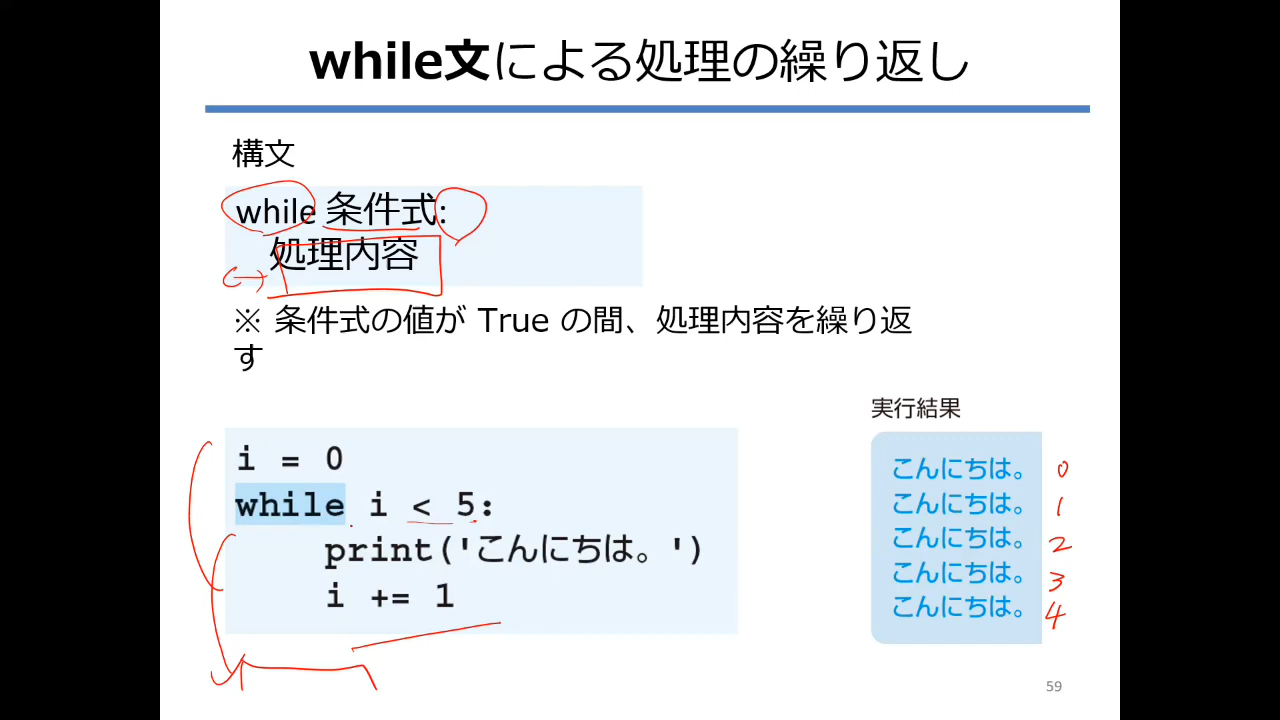 while文による処理の繰り返し
構文
while 条件式:
処理内容
※ 条件式の値が True の間、処理内容を繰り返
す
i = 0
while i < 5:
print('こんにちは。')
i += 1
実行結果
こんにちは。 0
こんにちは。 1
こんにちは。 2
こんにちは。 3
こんにちは。 4
59